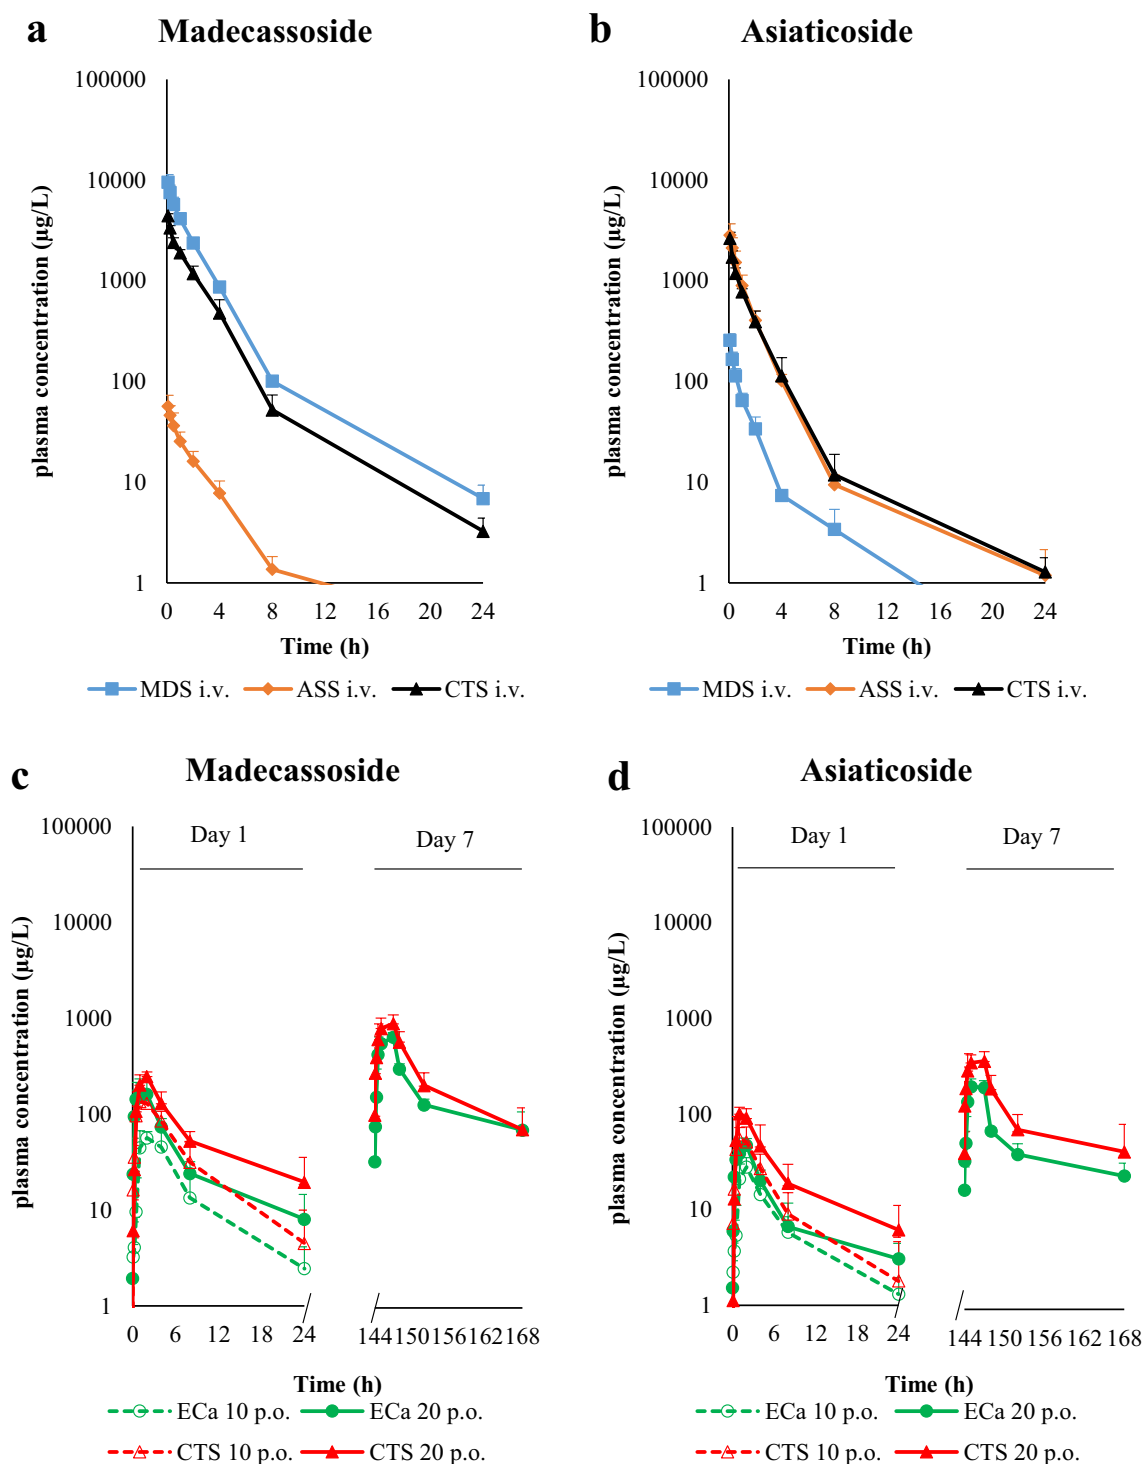 a Madecassoside
b Asiaticoside
plasma concentration (µg/L)
100000
10000
1000
100
10
1
0 4 8 12 16 20 24
Time (h)
MDS i.v. ASS i.v. CTS i.v.
plasma concentration (µg/L)
100000
10000
1000
100
10
1
0 4 8 12 16 20 24
Time (h)
MDS i.v. ASS i.v. CTS i.v.
c Madecassoside
d Asiaticoside
plasma concentration (µg/L)
100000
10000
1000
100
10
1
Day 1
Day 7
0 6 12 18 24 144 150 156 162 168
Time (h)
ECa 10 p.o. ECa 20 p.o.
CTS 10 p.o. CTS 20 p.o.
plasma concentration (µg/L)
100000
10000
1000
100
10
1
Day 1
Day 7
0 6 12 18 24 144 150 156 162 168
Time (h)
ECa 10 p.o. ECa 20 p.o.
CTS 10 p.o. CTS 20 p.o.